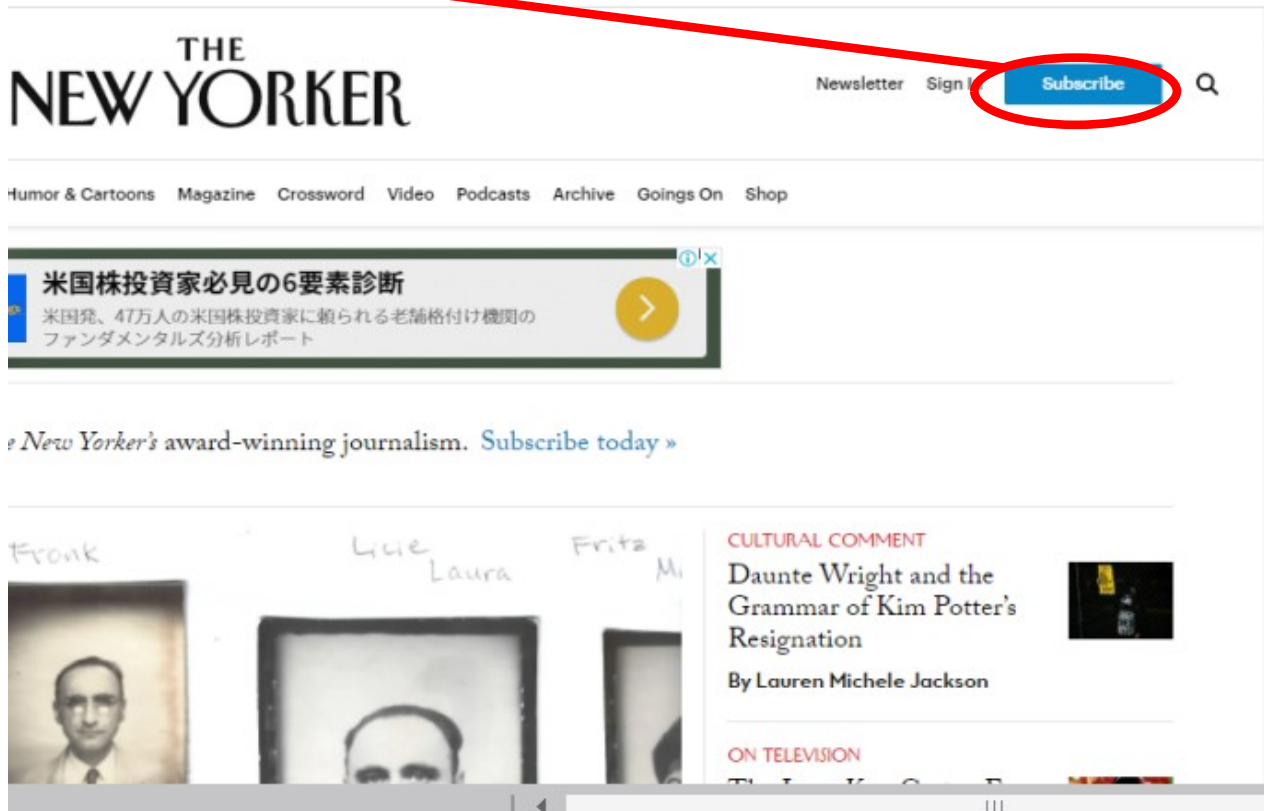 THE
NEW YORKER
Newsletter Sign I Subscribe
Humor & Cartoons Magazine Crossword Video Podcasts Archive Goings On Shop
米国株投資家必見の6要素診断
米国発、47万人の米国株投資家に頼られる老舗格付け機関の
ファンダメンタルズ分析レポート
e New Yorker's award-winning journalism. Subscribe today »
Fronk Licie Fritz
Laura
CULTURAL COMMENT
Daunte Wright and the
Grammar of Kim Potter's
Resignation
By Lauren Michele Jackson
ON TELEVISION